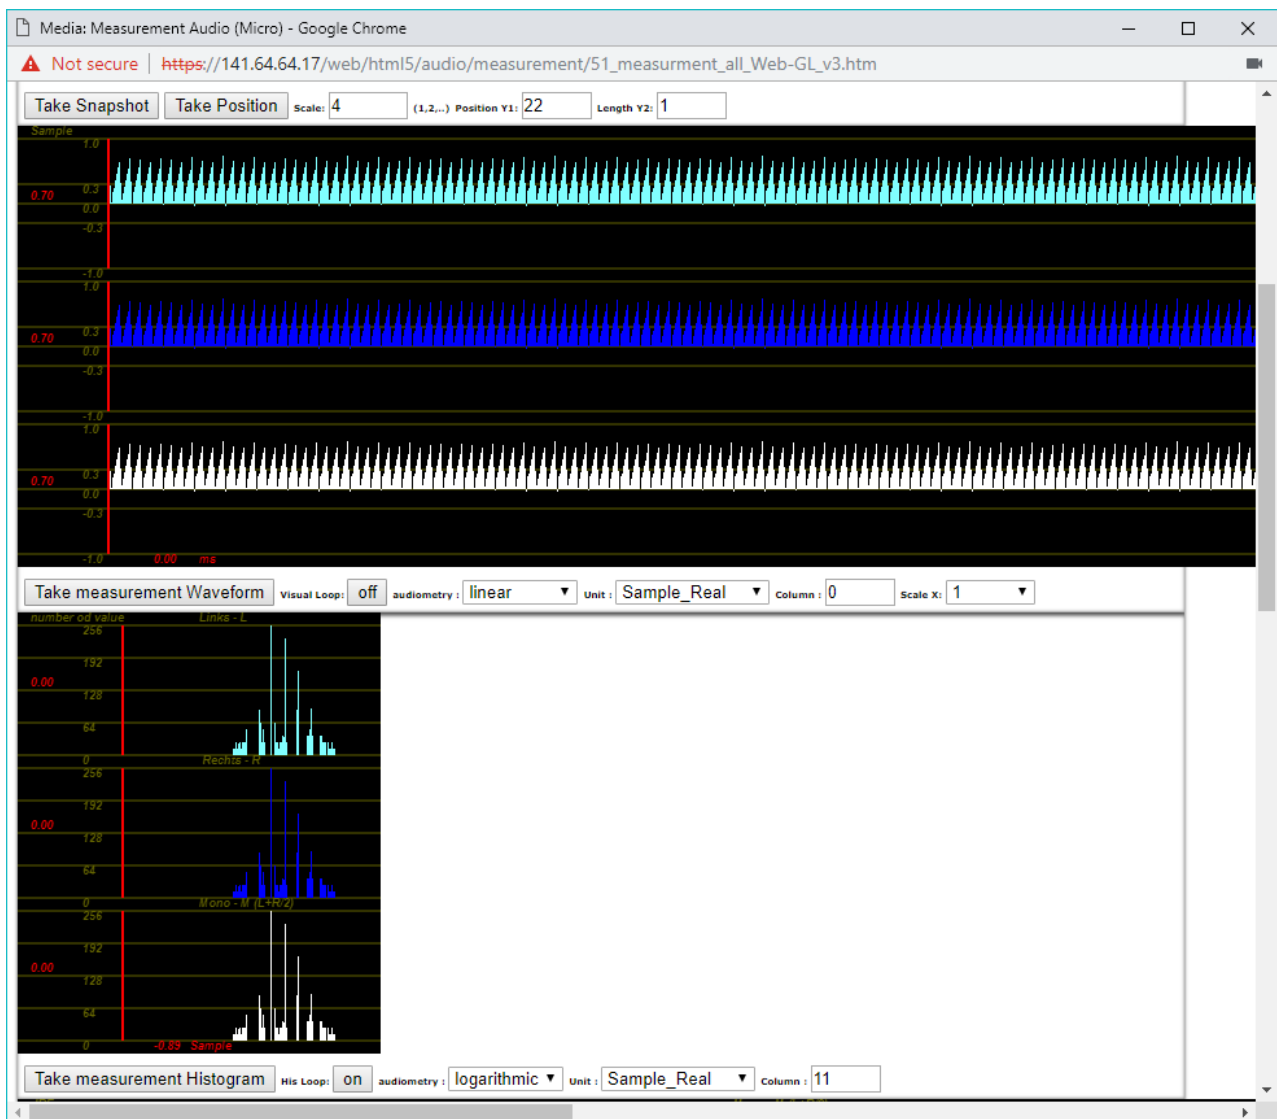 Media: Measurement Audio (Micro) - Google Chrome
Not secure | https://141.64.64.17/web/html5/audio/measurement/51_measurment_all_Web-GL_v3.htm
Take Snapshot Take Position Scale: 4 (1,2,..) Position Y1: 22 Length Y2: 1
Sample
1.0
0.3
0.70
0.0
-0.3
-1.0
1.0
0.3
0.70
0.0
-0.3
-1.0
1.0
0.3
0.70
0.0
-0.3
-1.0 0.00 ms
Take measurement Waveform Visual Loop: off audiometry : linear Unit : Sample_Real Column : 0 Scale X: 1
number od value Links - L
256
192
0.00
128
64
0 Rechts - R
256
192
0.00
128
64
0 Mono - M (L+R/2)
256
192
0.00
128
64
0 -0.89 Sample
Take measurement Histogram His Loop: on audiometry : logarithmic Unit : Sample_Real Column : 11